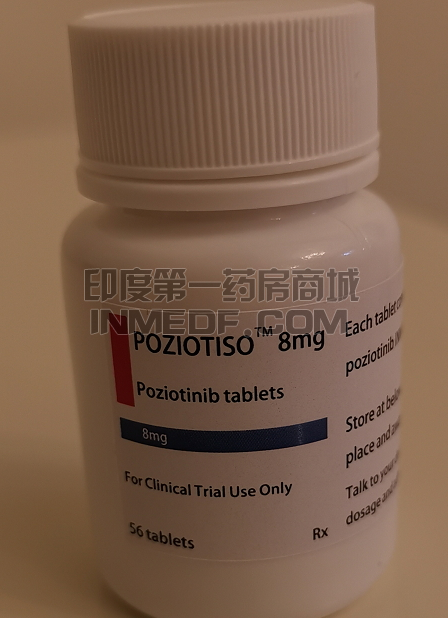 印度第一药房商城
INMEDF.COM
POZIOTISO™ 8mg
Poziotinib tablets
8mg
For Clinical Trial Use Only
56 tablets
Rx
Each tablet
poziotinib
Store at
place and
Talk to your
dosage and